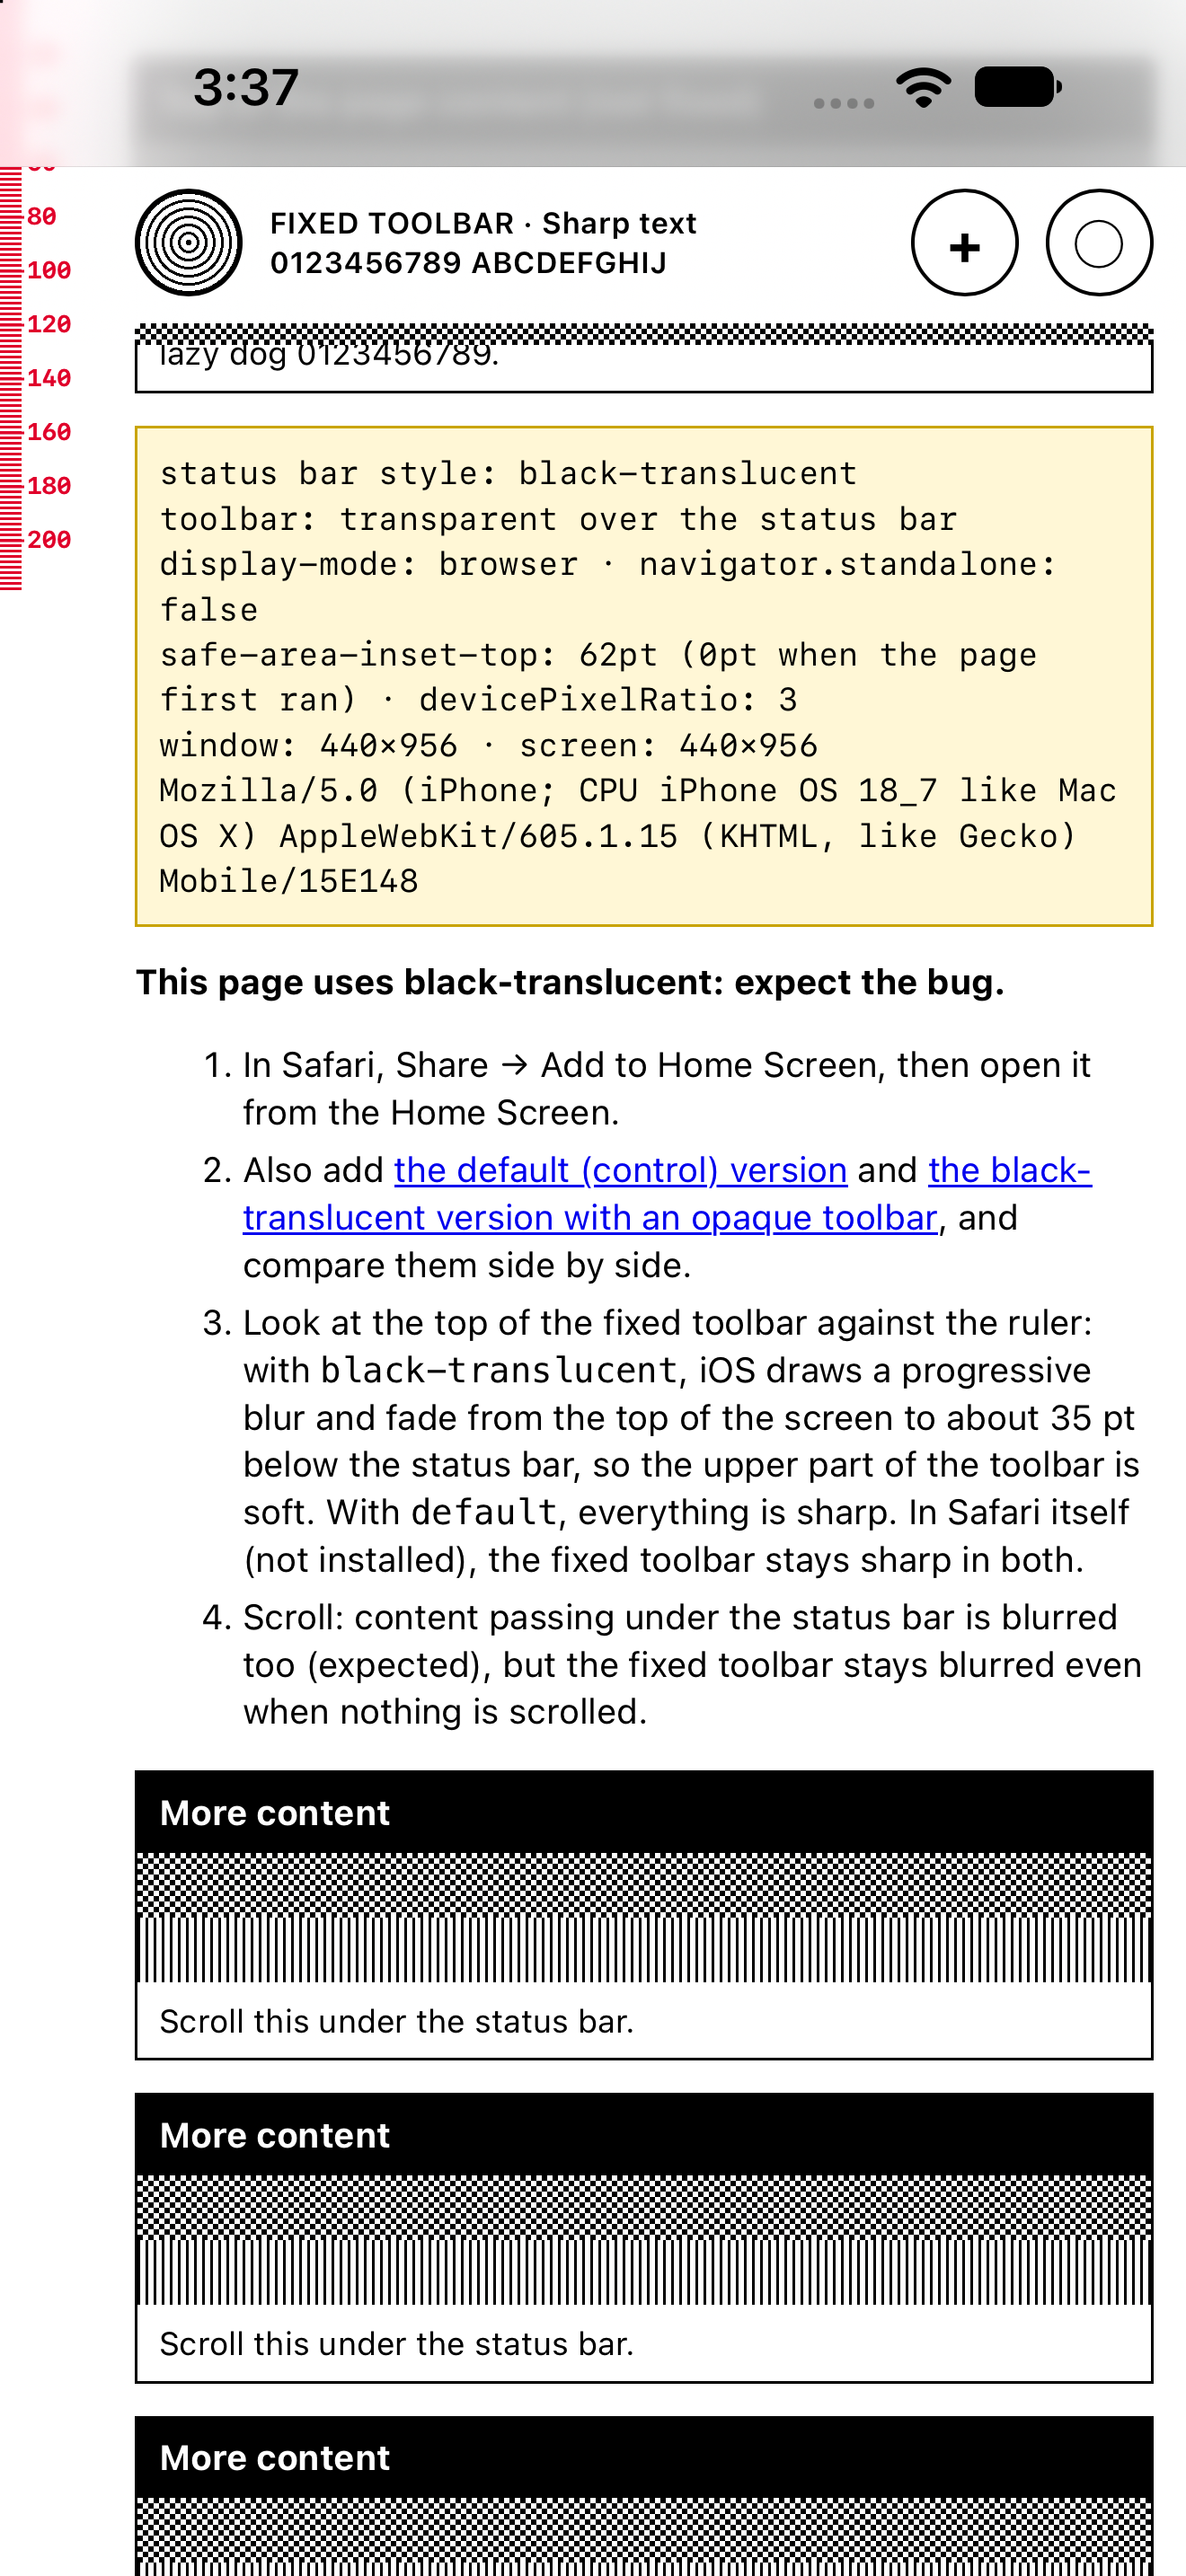 3:37
80
100
120
140
160
180
200
FIXED TOOLBAR · Sharp text
0123456789 ABCDEFGHIJ
+
lazy dog 0123456789.
status bar style: black-translucent
toolbar: transparent over the status bar
display-mode: browser · navigator.standalone:
false
safe-area-inset-top: 62pt (0pt when the page
first ran) · devicePixelRatio: 3
window: 440×956 · screen: 440×956
Mozilla/5.0 (iPhone; CPU iPhone OS 18_7 like Mac
OS X) AppleWebKit/605.1.15 (KHTML, like Gecko)
Mobile/15E148
This page uses black-translucent: expect the bug.
1. In Safari, Share → Add to Home Screen, then open it
from the Home Screen.
2. Also add the default (control) version and the black-
translucent version with an opaque toolbar, and
compare them side by side.
3. Look at the top of the fixed toolbar against the ruler:
with black-translucent, iOS draws a progressive
blur and fade from the top of the screen to about 35 pt
below the status bar, so the upper part of the toolbar is
soft. With default, everything is sharp. In Safari itself
(not installed), the fixed toolbar stays sharp in both.
4. Scroll: content passing under the status bar is blurred
too (expected), but the fixed toolbar stays blurred even
when nothing is scrolled.
More content
Scroll this under the status bar.
More content
Scroll this under the status bar.
More content